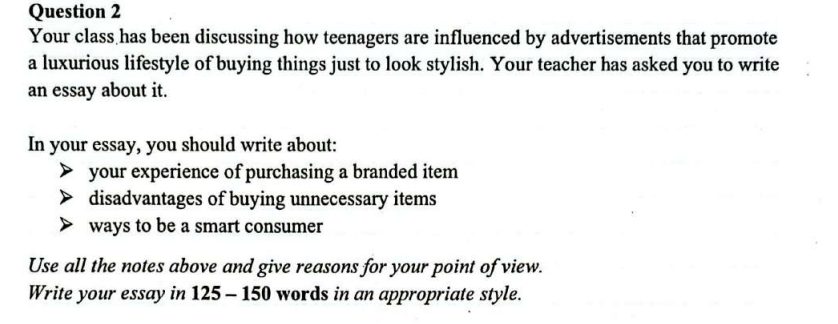 Question 2
Your class has been discussing how teenagers are influenced by advertisements that promote
a luxurious lifestyle of buying things just to look stylish. Your teacher has asked you to write
an essay about it.
In your essay, you should write about:
➢ your experience of purchasing a branded item
➢ disadvantages of buying unnecessary items
➢ ways to be a smart consumer
Use all the notes above and give reasons for your point of view.
Write your essay in 125 – 150 words in an appropriate style.